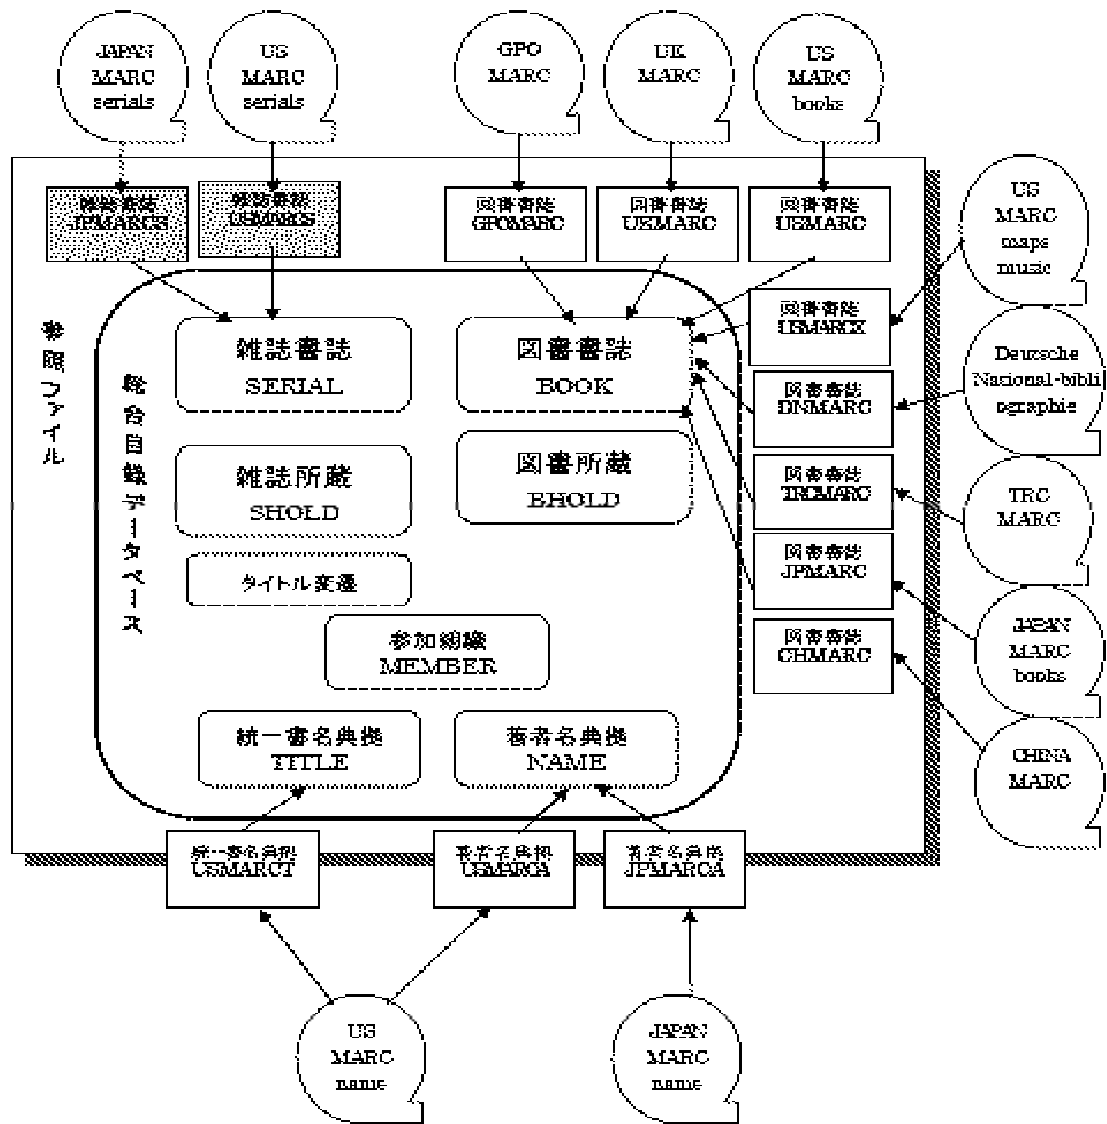 JAPAN
MARC
serials
US
MARC
serials
GPO
MARC
UK
MARC
US
MARC
books
雑誌書誌
JPMARCS
雑誌書誌
USMARCS
図書書誌
GPOMARC
図書書誌
UKMARC
図書書誌
USMARC
US
MARC
maps
music
参照ファイル
総合目録データベース
雑誌書誌
SERIAL
図書書誌
BOOK
図書書誌
USMARCX
Deutsche
National-bibli
ographie
図書書誌
DNMARC
雑誌所蔵
SHOLD
図書所蔵
BHOLD
図書書誌
TRCMARC
TRC
MARC
タイトル変遷
図書書誌
JPMARC
JAPAN
MARC
books
参加組織
MEMBER
図書書誌
CHMARC
統一書名典拠
TITLE
著者名典拠
NAME
CHINA
MARC
統一書名典拠
USMARCT
著者名典拠
USMARCA
著者名典拠
JPMARCA
US
MARC
name
JAPAN
MARC
name